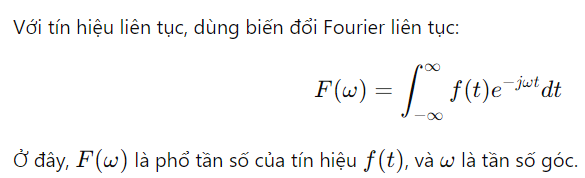 Với tín hiệu liên tục, dùng biến đổi Fourier liên tục:
F(ω) = ∫_{-∞}^{∞} f(t)e^{-jωt}dt
Ở đây, F(ω) là phổ tần số của tín hiệu f(t), và ω là tần số góc.